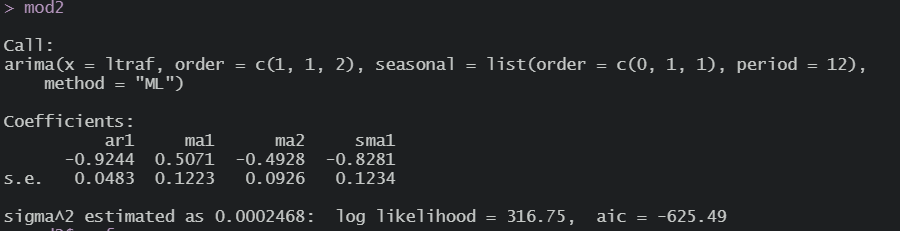 > mod2
Call:
arima(x = ltraf, order = c(1, 1, 2), seasonal = list(order = c(0, 1, 1), period = 12),
method = "ML")
Coefficients:
ar1 ma1 ma2 sma1
-0.9244 0.5071 -0.4928 -0.8281
s.e. 0.0483 0.1223 0.0926 0.1234
sigma^2 estimated as 0.0002468: log likelihood = 316.75, aic = -625.49